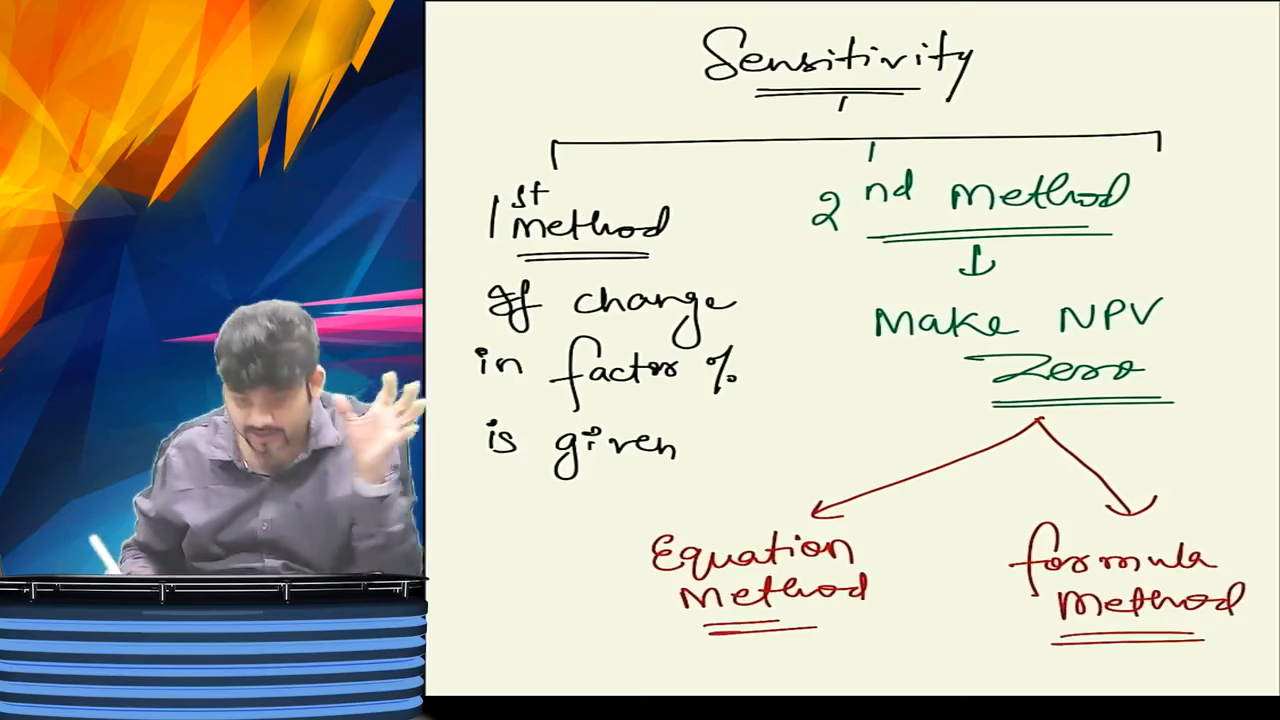 Sensitivity
1st Method
If change
in factor %
is given
2nd Method
Make NPV
Zero
Equation
Method
formula
Method